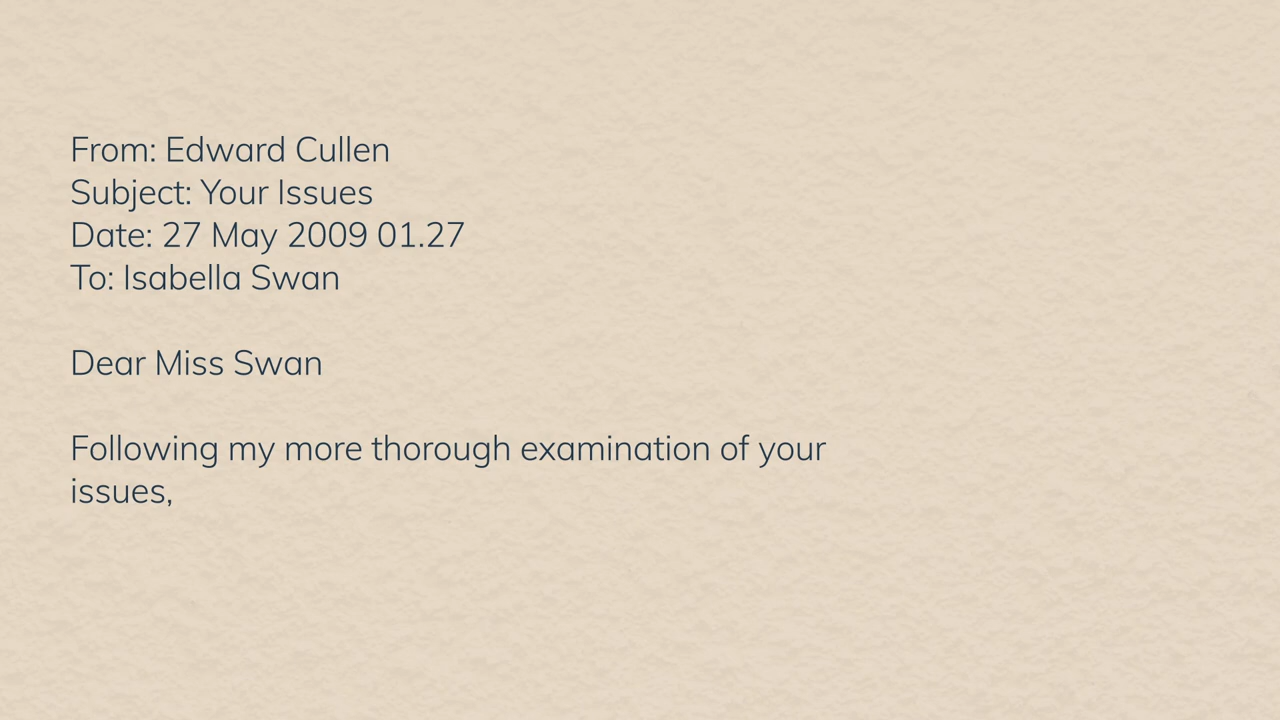 From: Edward Cullen
Subject: Your Issues
Date: 27 May 2009 01.27
To: Isabella Swan
Dear Miss Swan
Following my more thorough examination of your
issues,